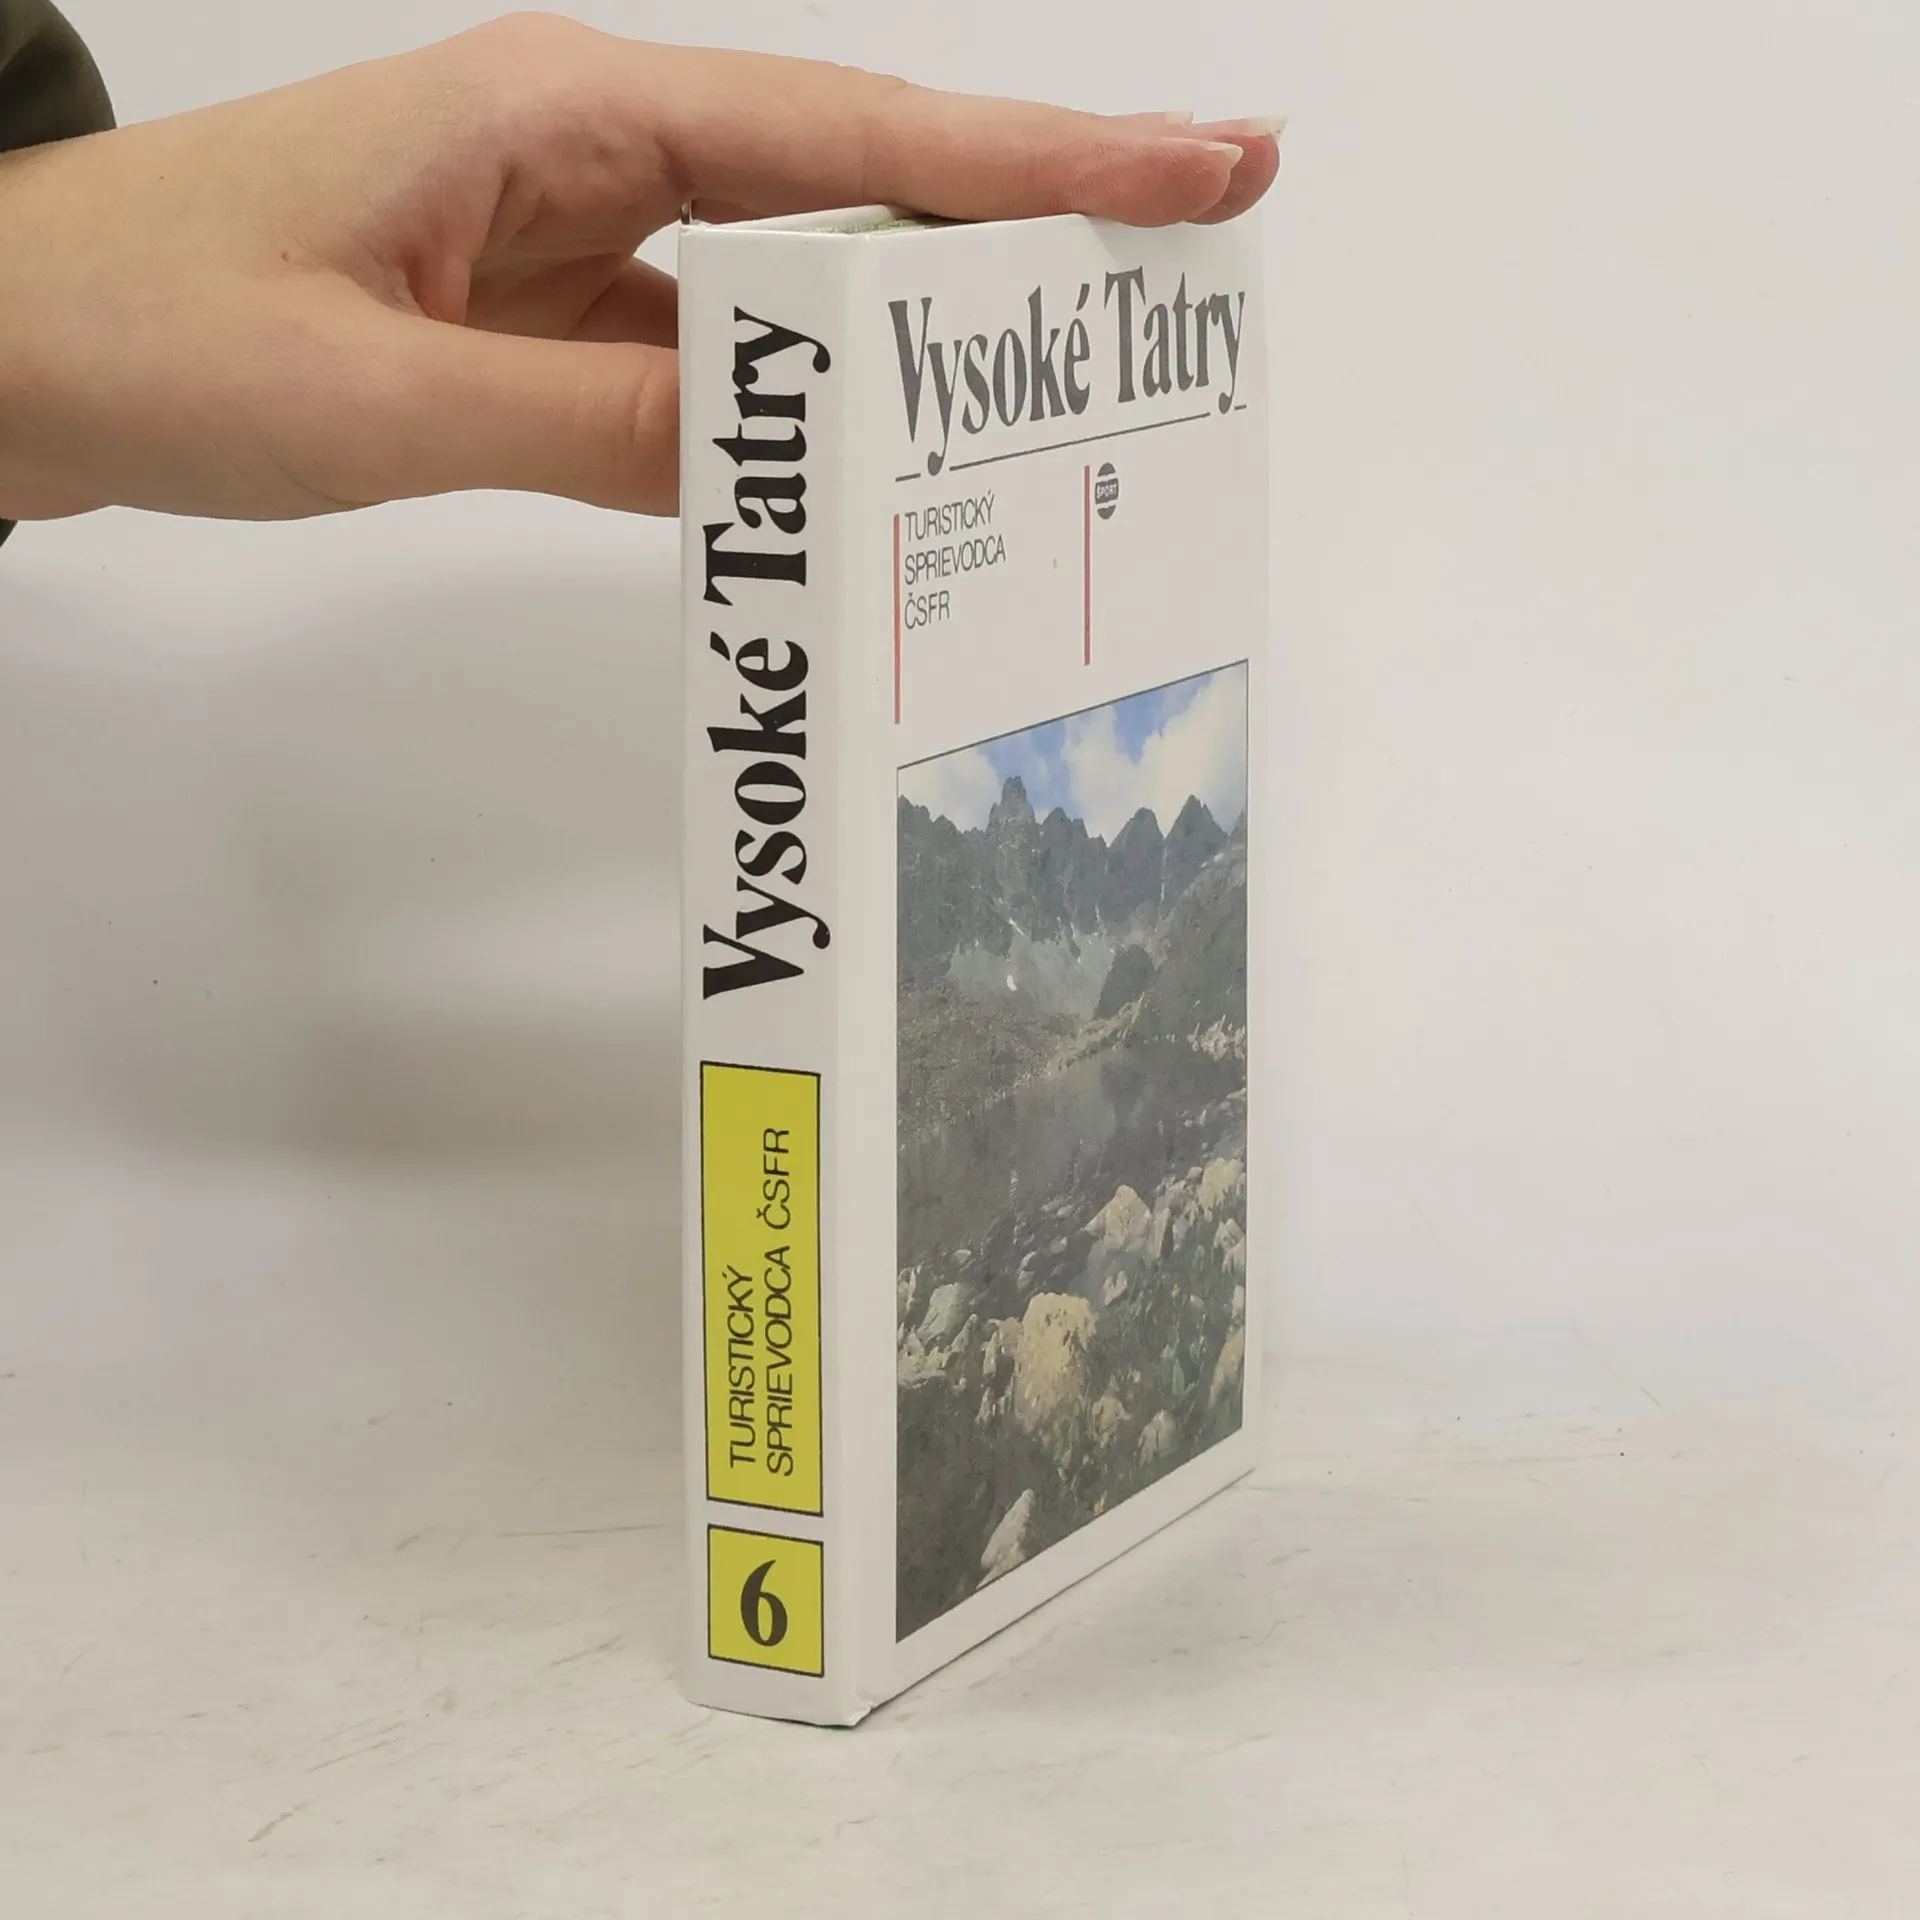 Vysoké Tatry
TURISTICKÝ
SPRIEVODCA ČSFR
6
Vysoké Tatry
TURISTICKÝ
SPRIEVODCA
ČSFR
ŠPORT